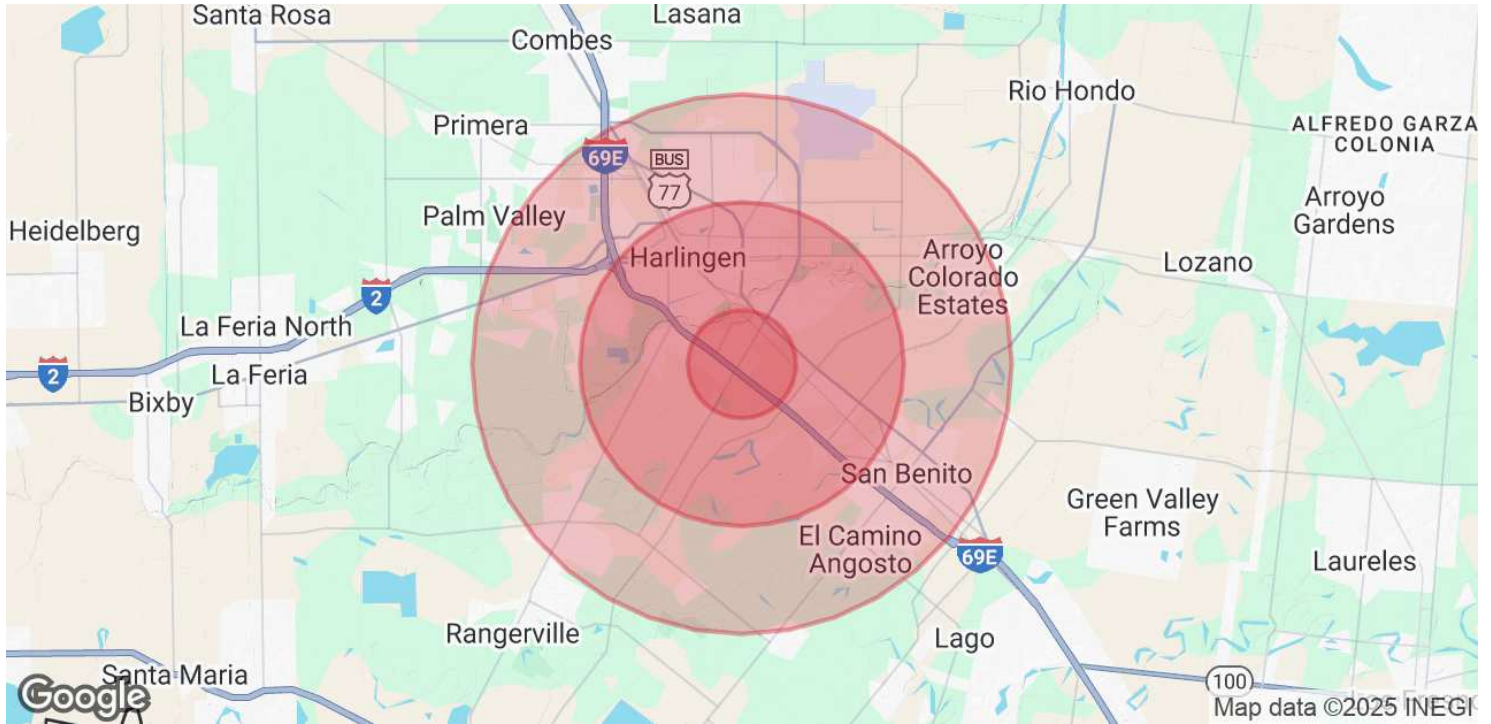 Santa Rosa
Lasana
Combes
Rio Hondo
Primera
ALFREDO GARZA
COLONIA
69E
BUS
77
Palm Valley
Arroyo
Gardens
Heidelberg
Harlingen
Arroyo
Colorado
Estates
Lozano
2
La Feria North
2
La Feria
Bixby
San Benito
Green Valley
Farms
El Camino
Angosto
69E
Laureles
Rangerville
Lago
Santa Maria
100
Google
Map data ©2025 INEGI